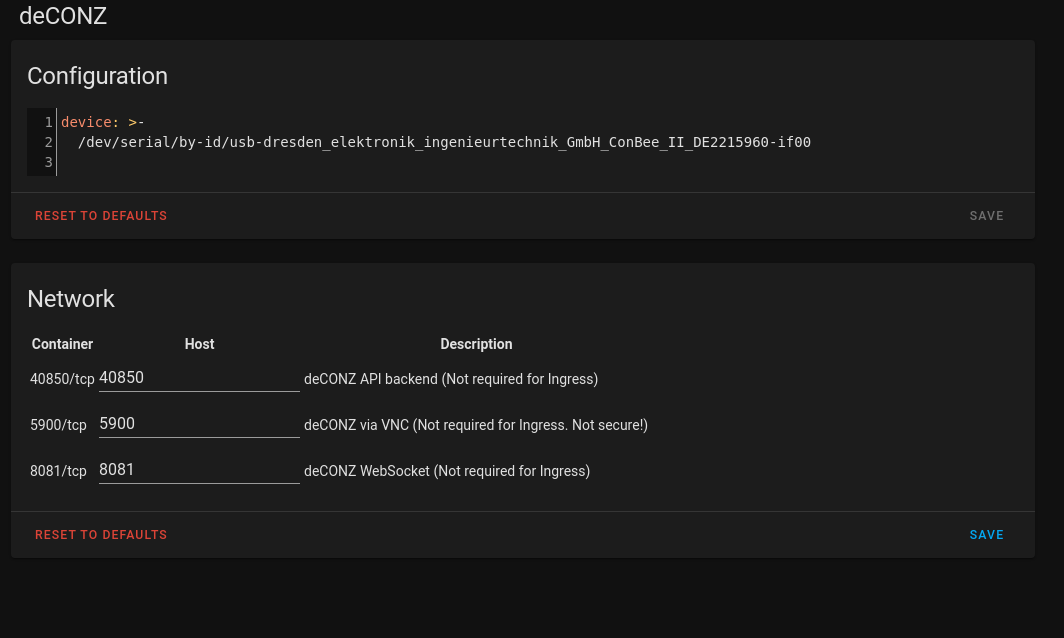 deCONZ
Configuration
1 device: >-
2 /dev/serial/by-id/usb-dresden_elektronik_ingenieurtechnik_GmbH_ConBee_II_DE2215960-if00
3
RESET TO DEFAULTS SAVE
Network
Container Host Description
40850/tcp 40850 deCONZ API backend (Not required for Ingress)
5900/tcp 5900 deCONZ via VNC (Not required for Ingress. Not secure!)
8081/tcp 8081 deCONZ WebSocket (Not required for Ingress)
RESET TO DEFAULTS SAVE